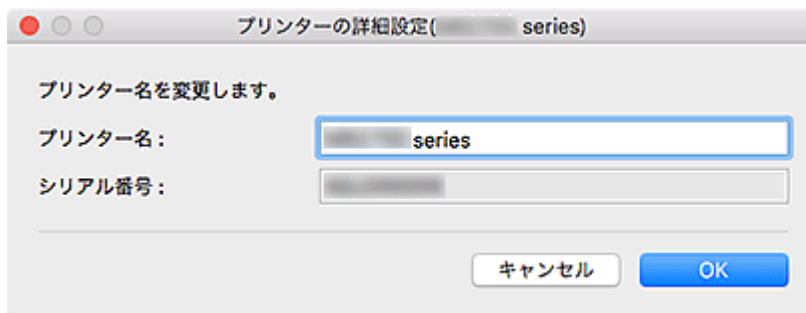 プリンターの詳細設定( series)
プリンター名を変更します。
プリンター名：
series
シリアル番号：
キャンセル
OK